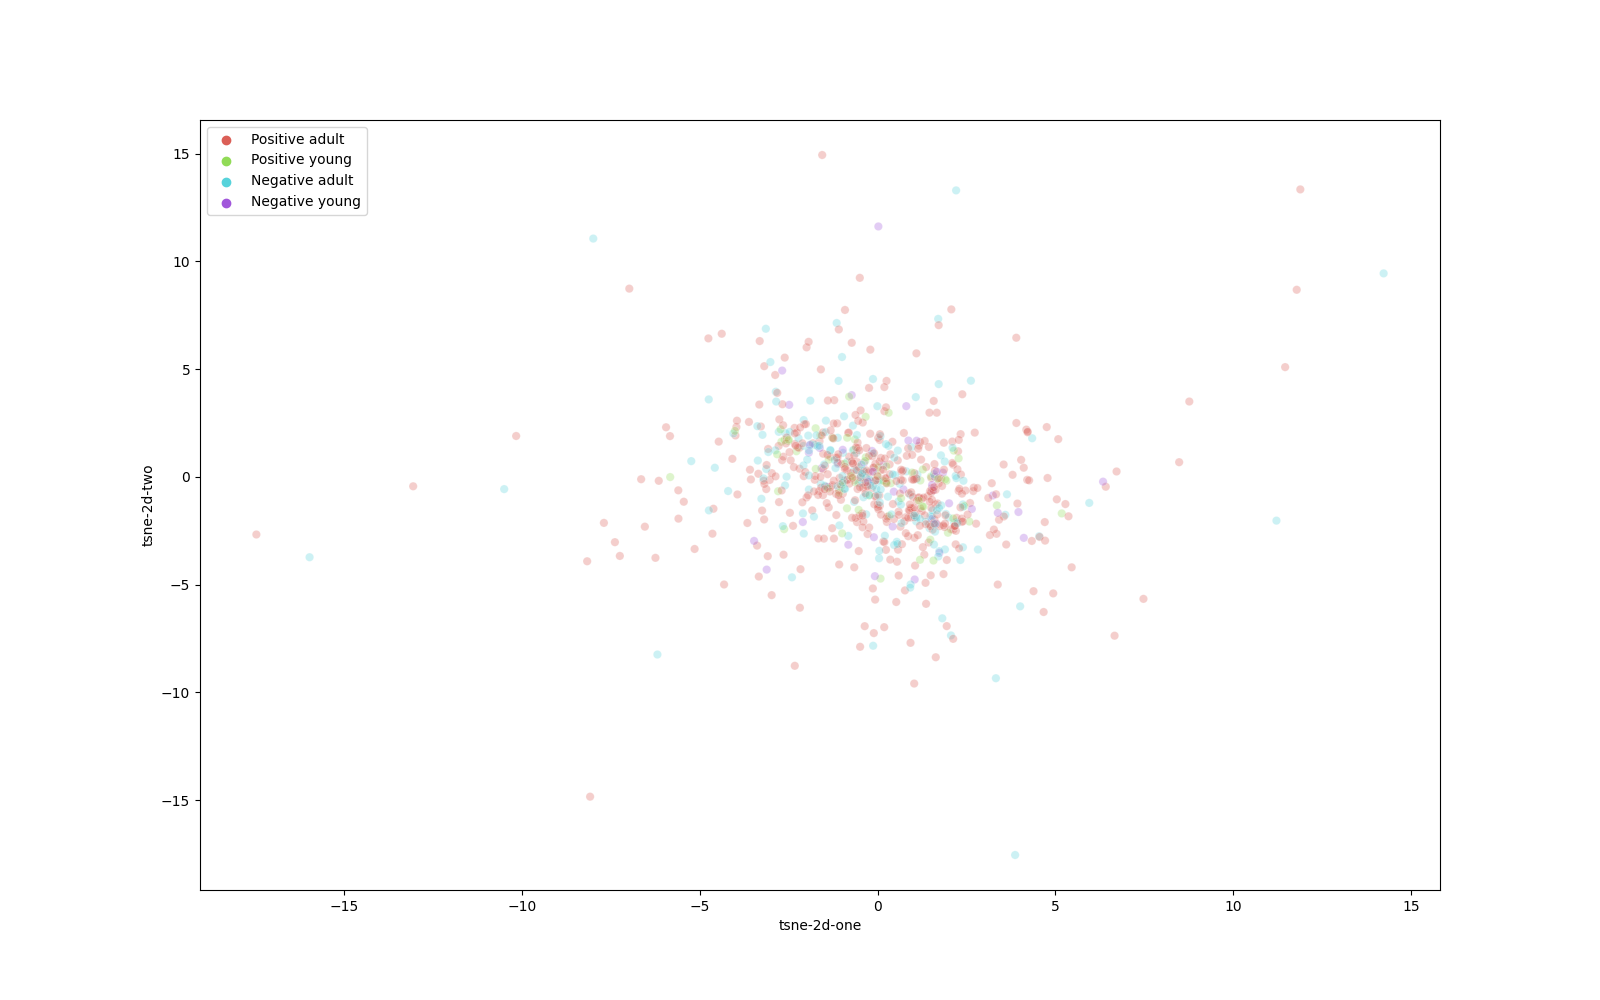 Positive adult
Positive young
Negative adult
Negative young
15
10
5
0
−5
−10
−15
tsne-2d-two
−15
−10
−5
0
5
10
15
tsne-2d-one